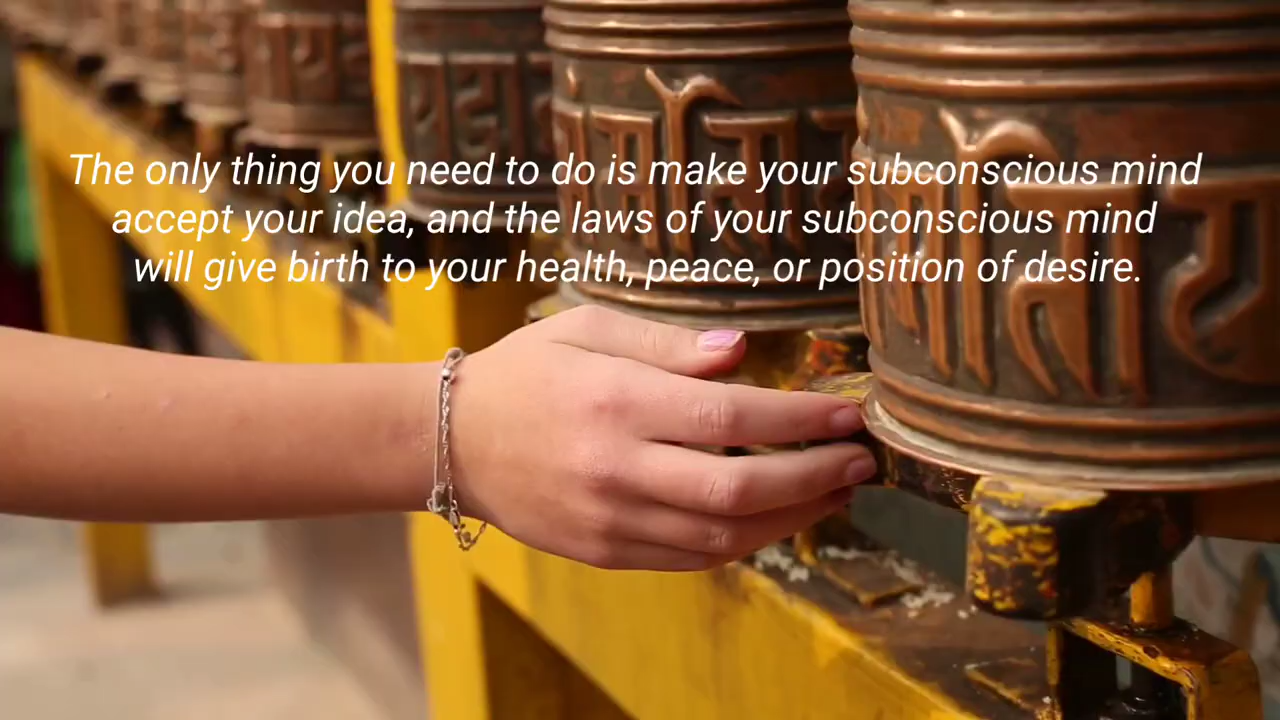 The only thing you need to do is make your subconscious mind
accept your idea, and the laws of your subconscious mind
will give birth to your health, peace, or position of desire.